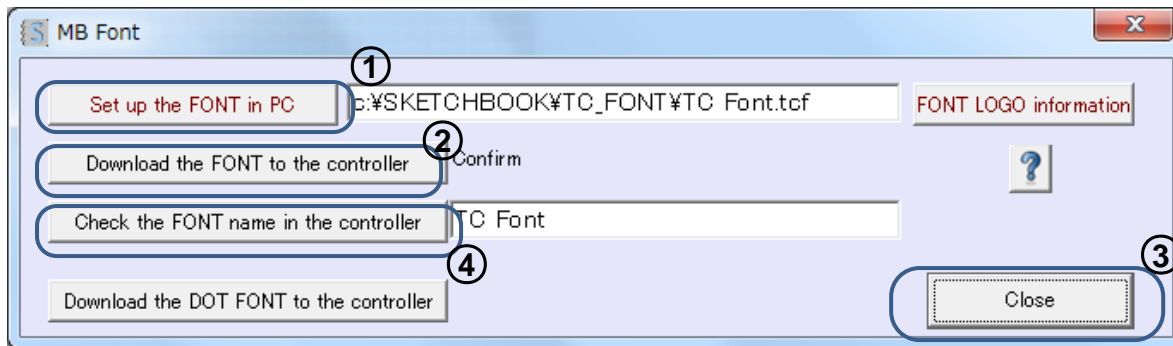 MB Font
①
Set up the FONT in PC c:¥SKETCHBOOK¥TC_FONT¥TC Font.tcf FONT LOGO information
②
Download the FONT to the controller Confirm ?
Check the FONT name in the controller TC Font
④ ③
Download the DOT FONT to the controller Close